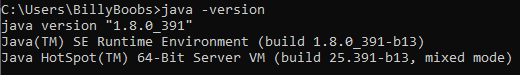 C:\Users\BillyBoobs>java -version
java version "1.8.0_391"
Java(TM) SE Runtime Environment (build 1.8.0_391-b13)
Java HotSpot(TM) 64-Bit Server VM (build 25.391-b13, mixed mode)